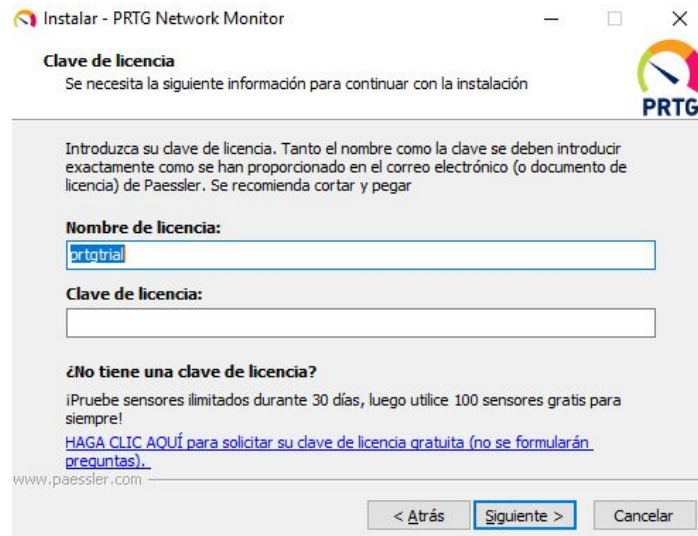 Instalar - PRTG Network Monitor
Clave de licencia
Se necesita la siguiente información para continuar con la instalación
PRTG
Introduzca su clave de licencia. Tanto el nombre como la clave se deben introducir
exactamente como se han proporcionado en el correo electrónico (o documento de
licencia) de Paessler. Se recomienda cortar y pegar
Nombre de licencia:
prtgtrial
Clave de licencia:
¿No tiene una clave de licencia?
¡Pruebe sensores ilimitados durante 30 días, luego utilice 100 sensores gratis para
siempre!
HAGA CLIC AQUÍ para solicitar su clave de licencia gratuita (no se formularán
preguntas).
www.paessler.com
< Atrás Siguiente > Cancelar